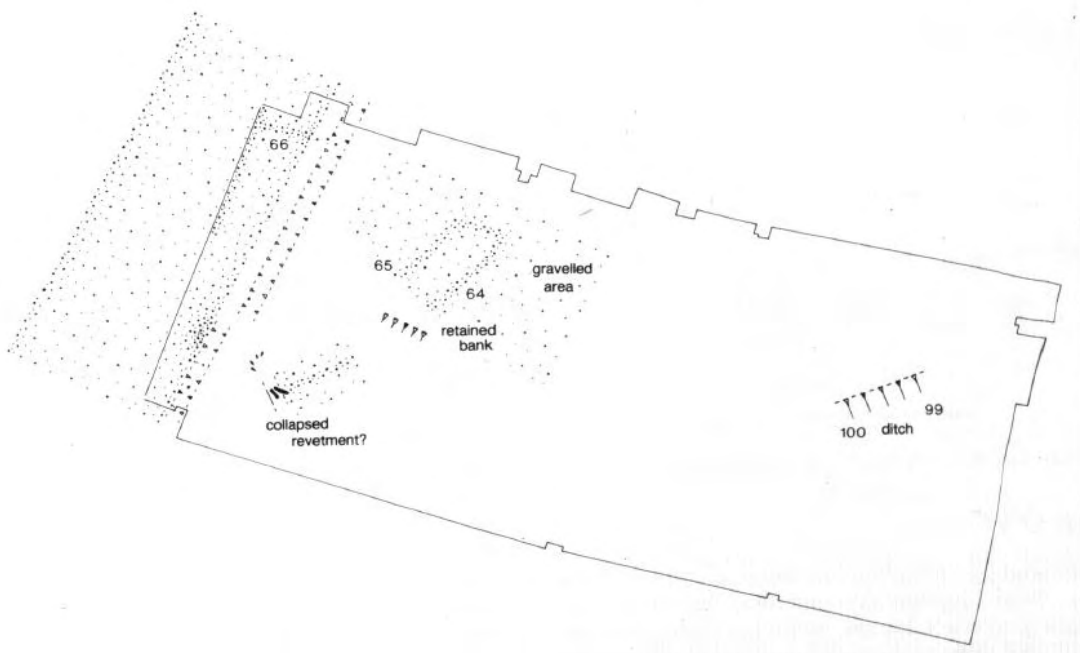 66
65
64
gravelled
area
retained
bank
collapsed
revetment?
99
100
ditch